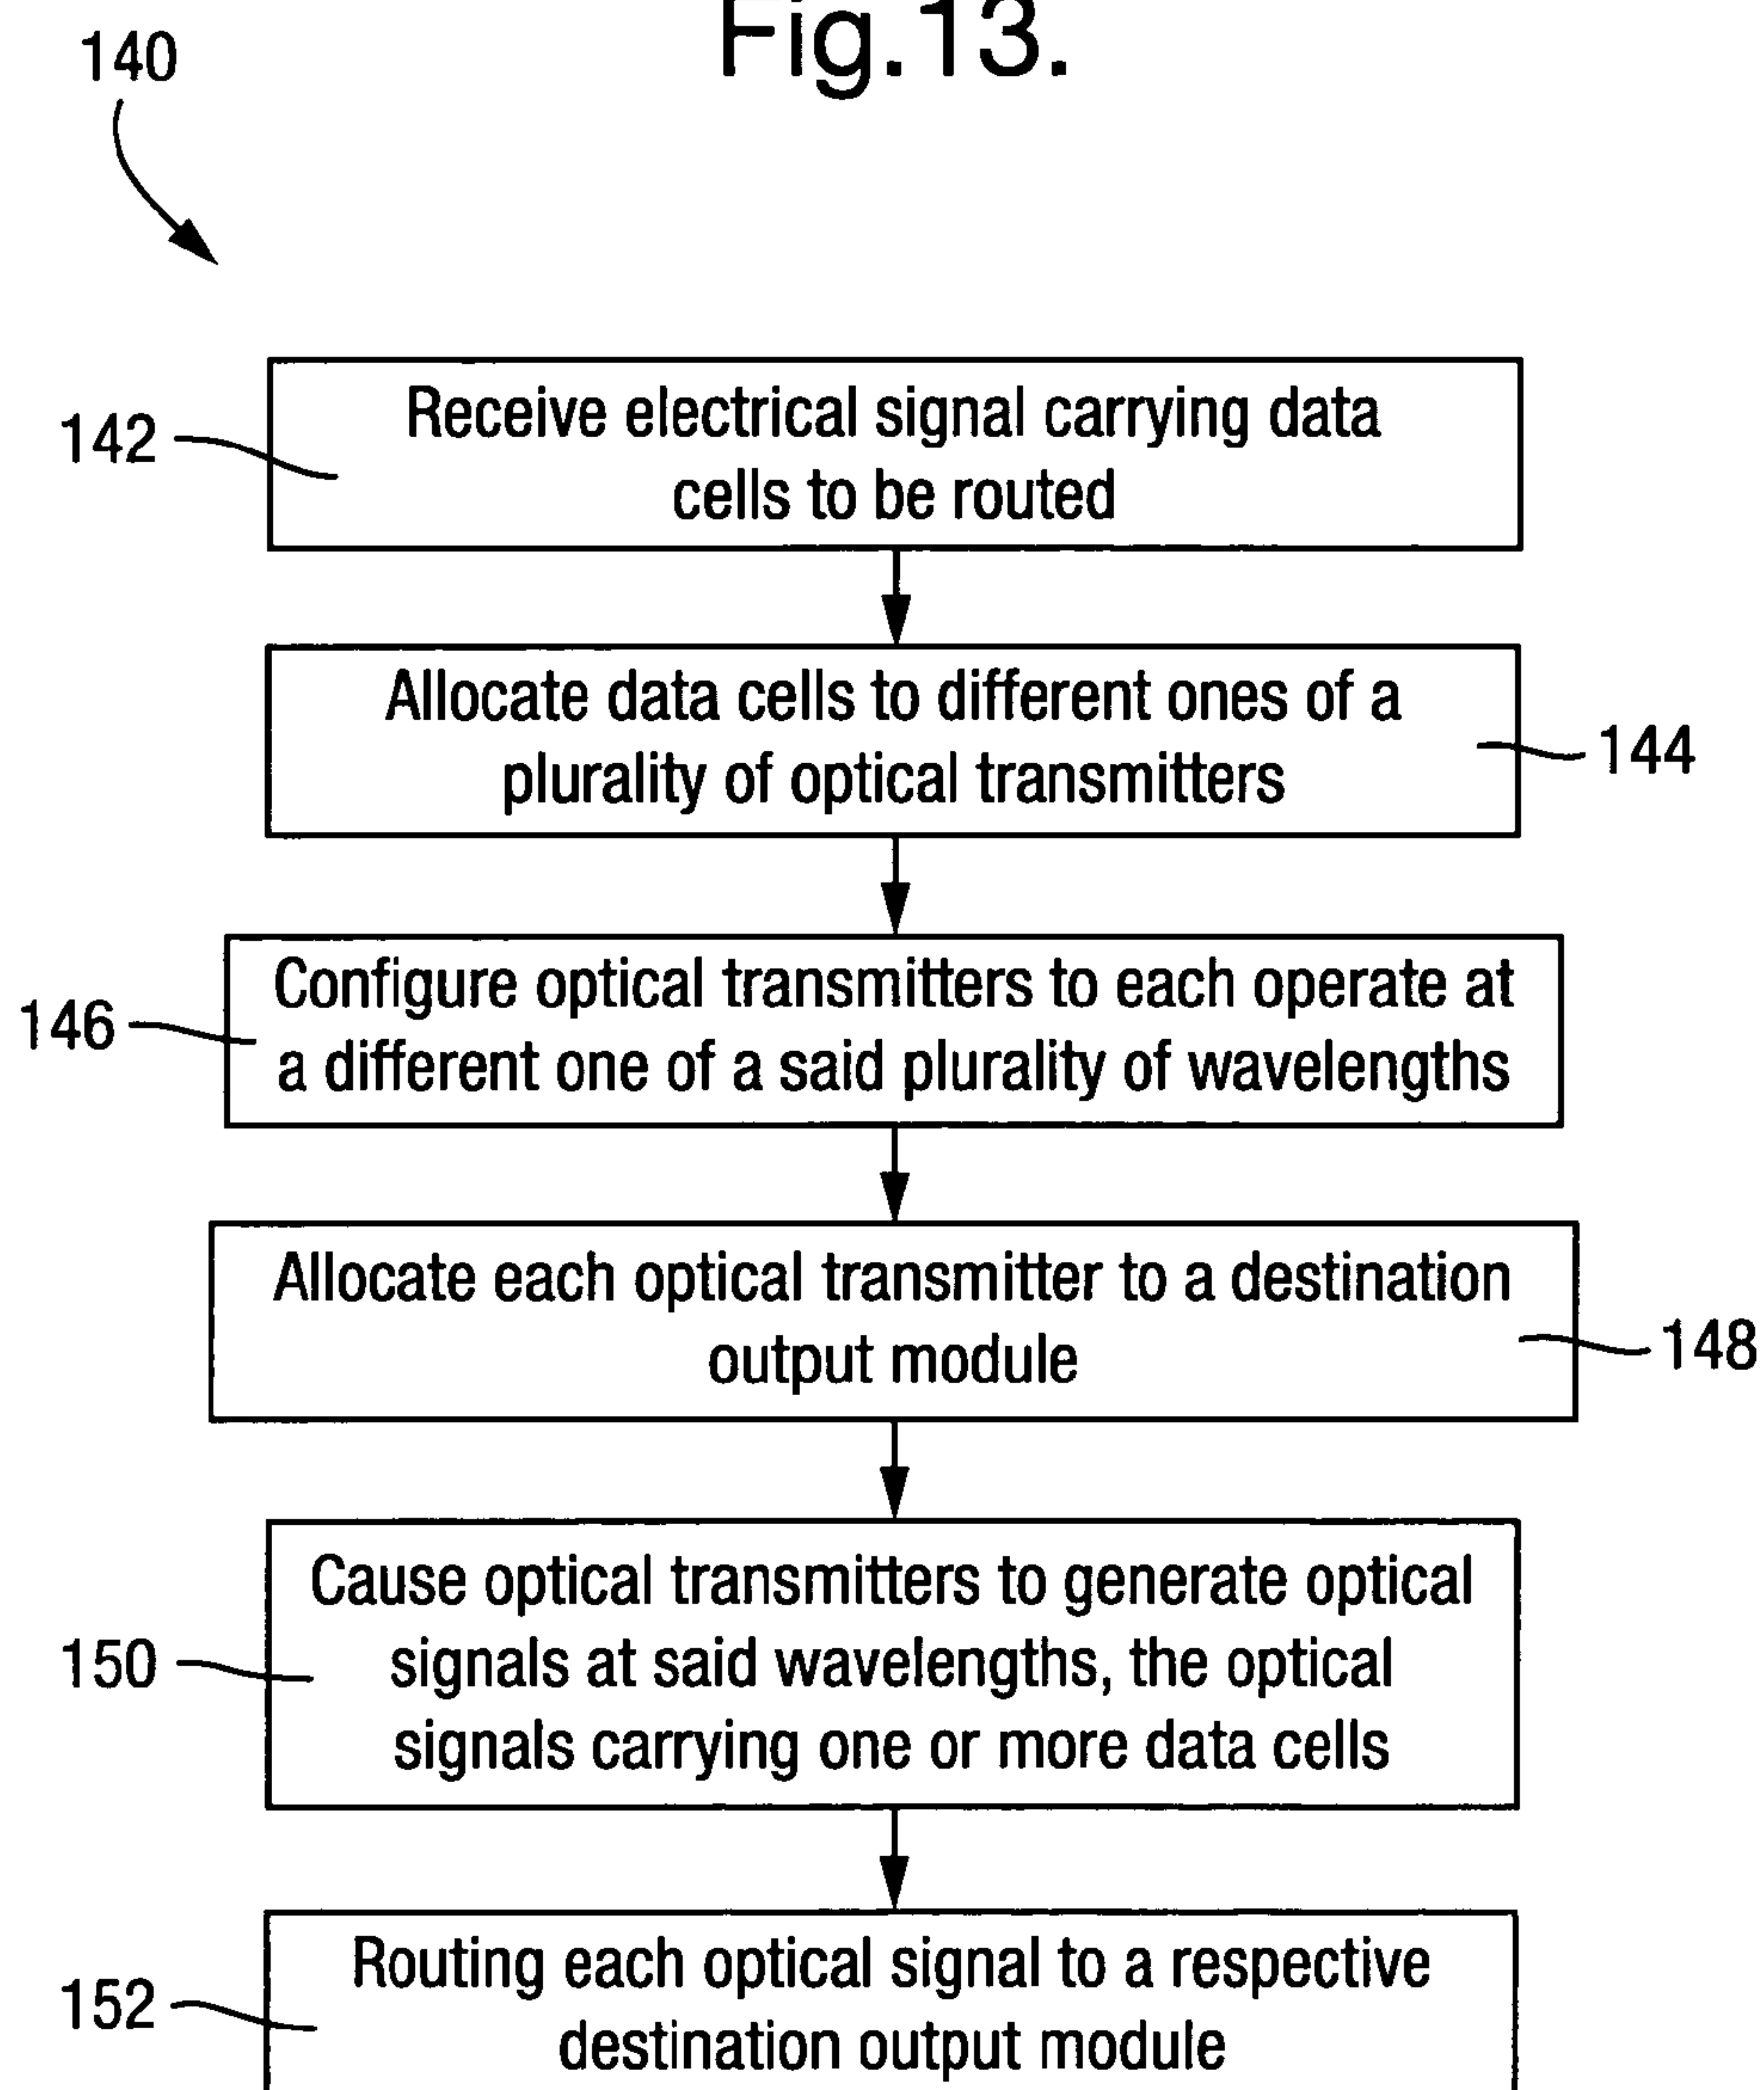 Fig.13.
140
142
Receive electrical signal carrying data
cells to be routed
Allocate data cells to different ones of a
plurality of optical transmitters
144
146
Configure optical transmitters to each operate at
a different one of a said plurality of wavelengths
Allocate each optical transmitter to a destination
output module
148
150
Cause optical transmitters to generate optical
signals at said wavelengths, the optical
signals carrying one or more data cells
152
Routing each optical signal to a respective
destination output module